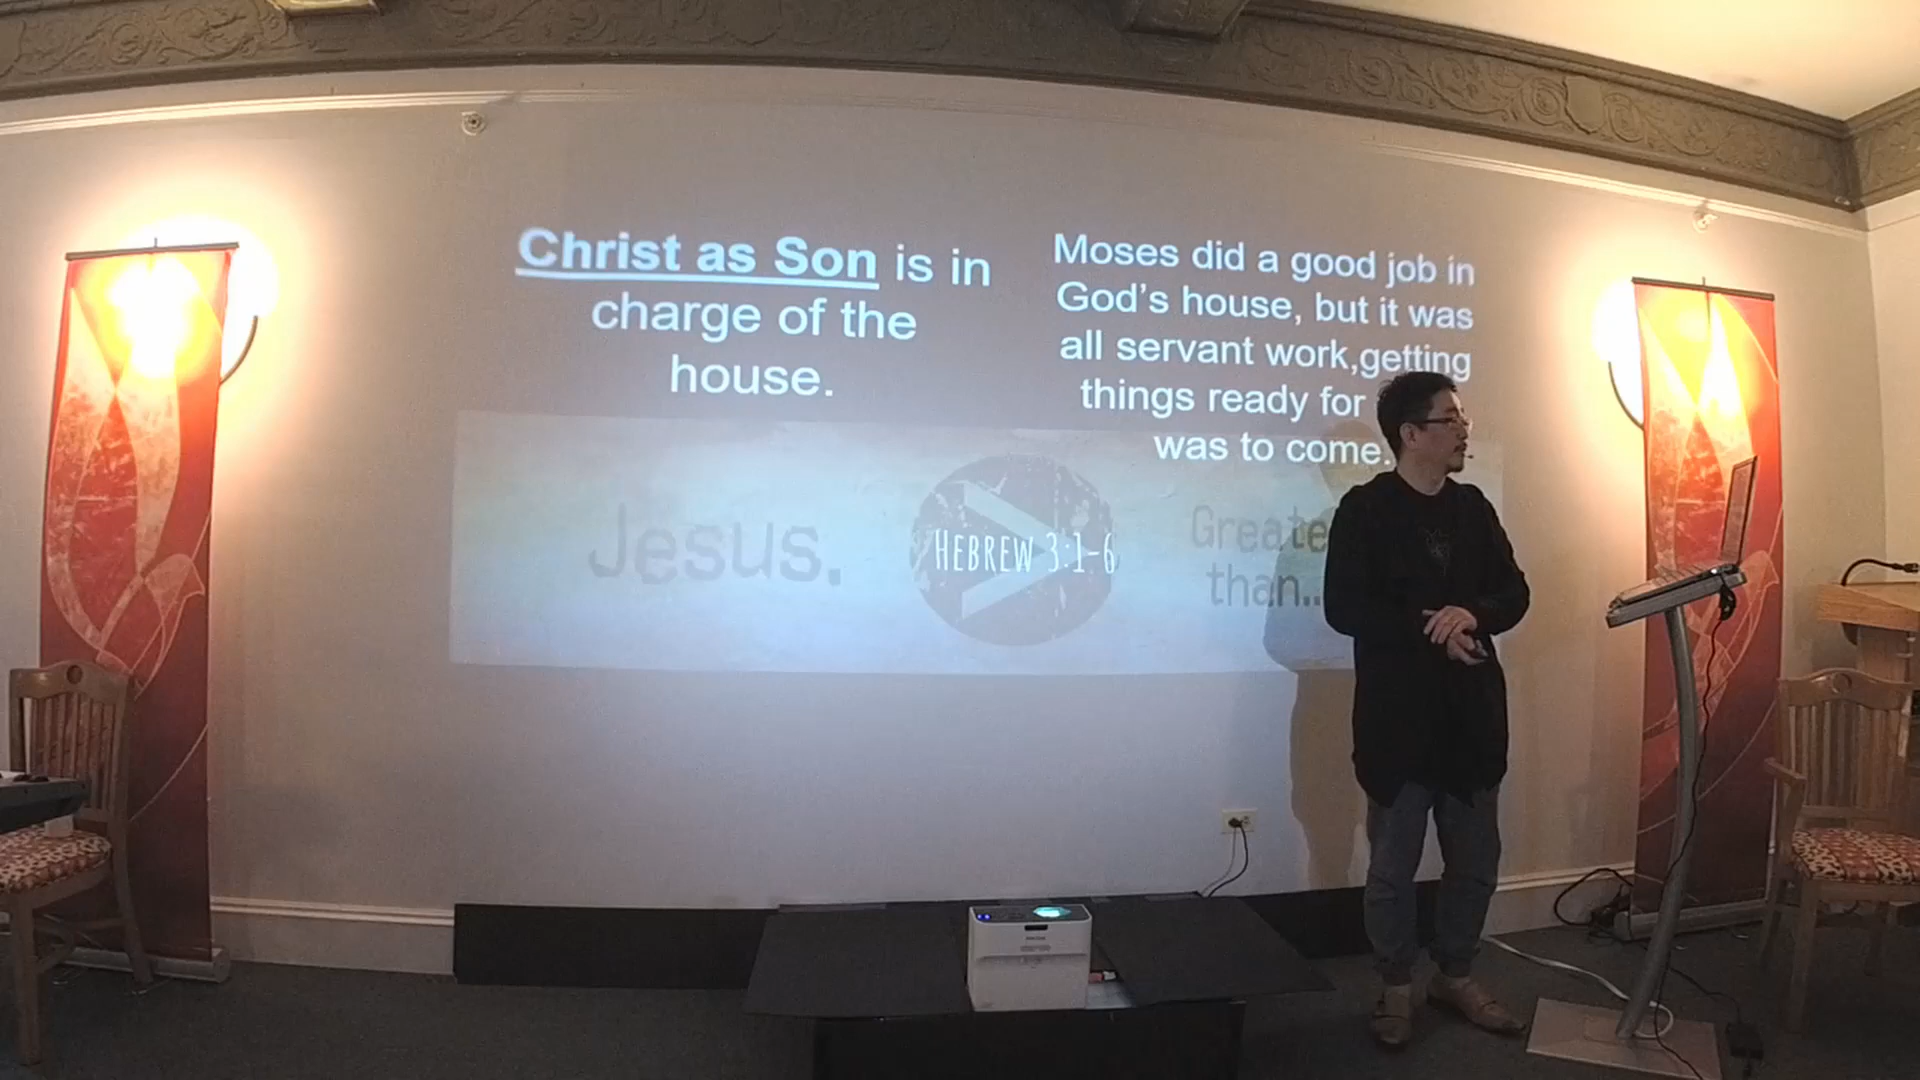 Christ as Son is in
charge of the
house.
Moses did a good job in
God's house, but it was
all servant work,getting
things ready for
was to come.
Jesus.
HEBREW 3:1-6
Greate
than..